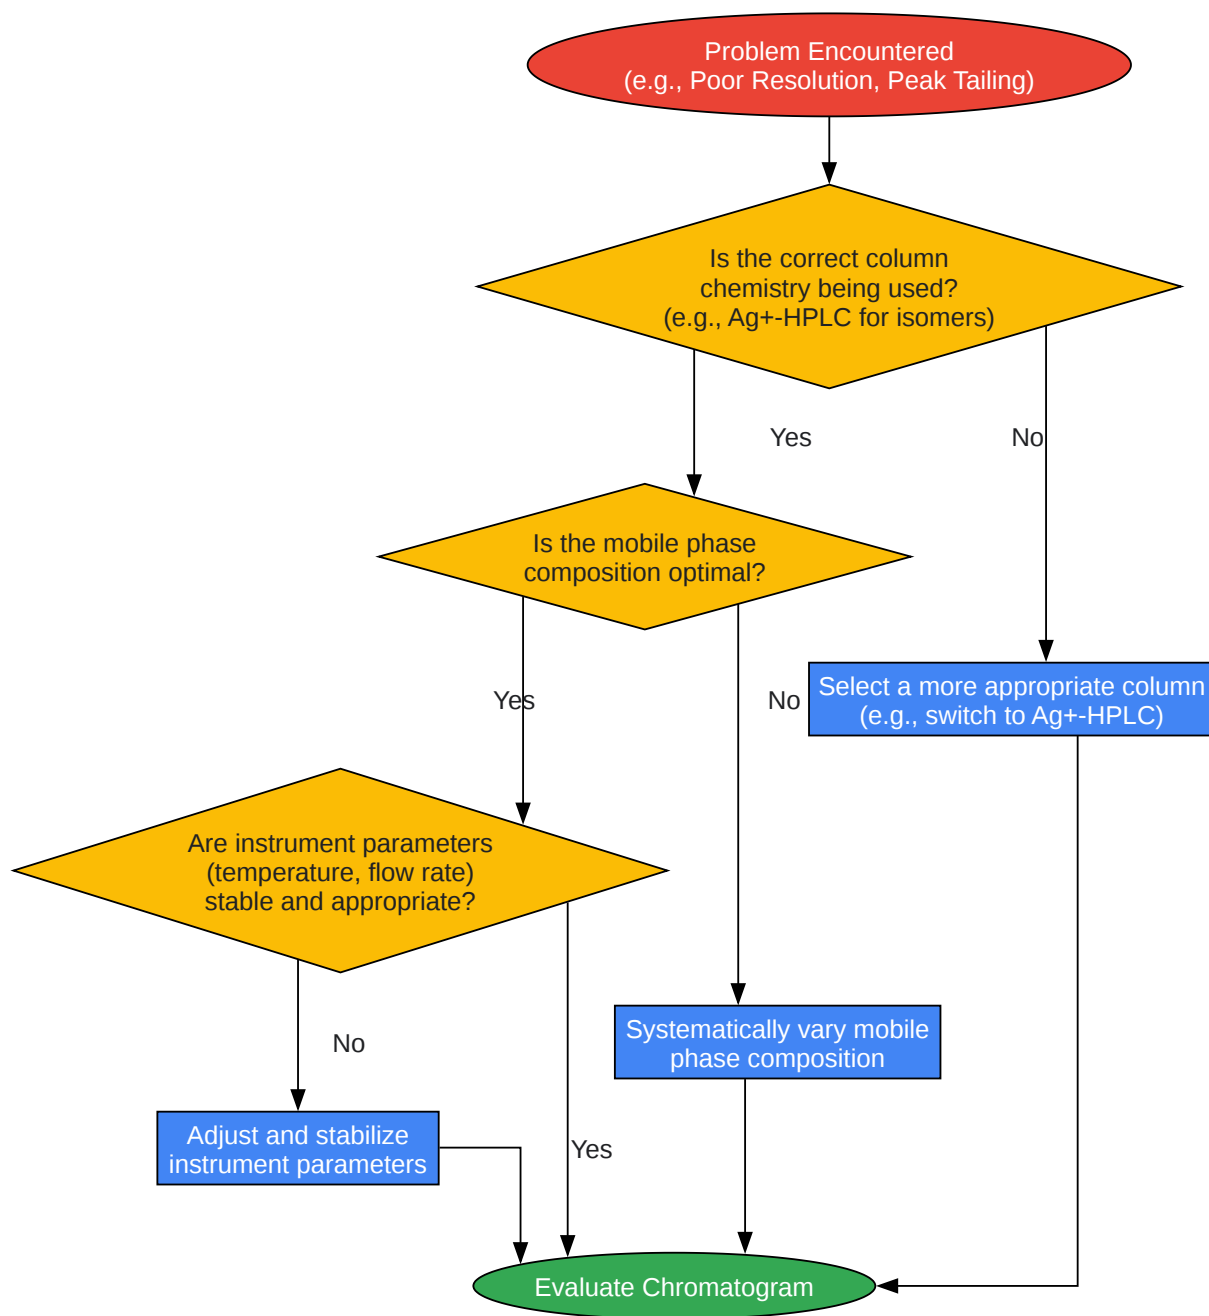 Problem Encountered
(e.g., Poor Resolution, Peak Tailing)
Is the correct column
chemistry being used?
(e.g., Ag+-HPLC for isomers)
Yes
No
Is the mobile phase
composition optimal?
Select a more appropriate column
(e.g., switch to Ag+-HPLC)
Yes
No
Are instrument parameters
(temperature, flow rate)
stable and appropriate?
Systematically vary mobile
phase composition
No
Adjust and stabilize
instrument parameters
Yes
Evaluate Chromatogram